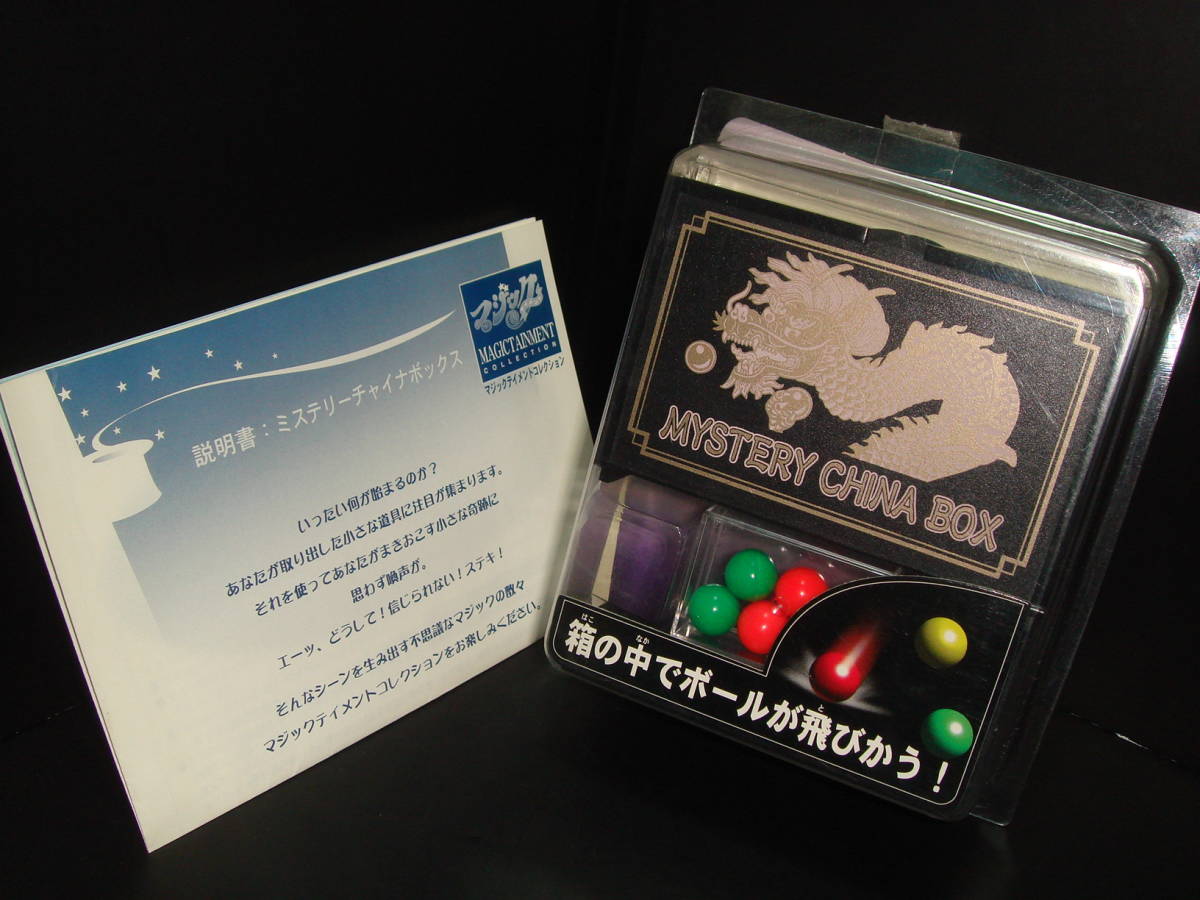 マジック
MAGICTAINMENT
COLLECTION
マジックテイメントコレクション
説明書：ミステリーチャイナボックス
いったい何が始まるのか？
あなたが取り出した小さな道具に注目が集まります。
それを使ってあなたがまきおこす小さな奇跡に
思わず喚声が。
エーッ、どうして！信じられない！ステキ！
そんなシーンを生み出す不思議なマジックの数々
マジックテイメントコレクションをお楽しみください。
MYSTERY CHINA BOX
箱の中でボールが飛びかう！
はこ なか と